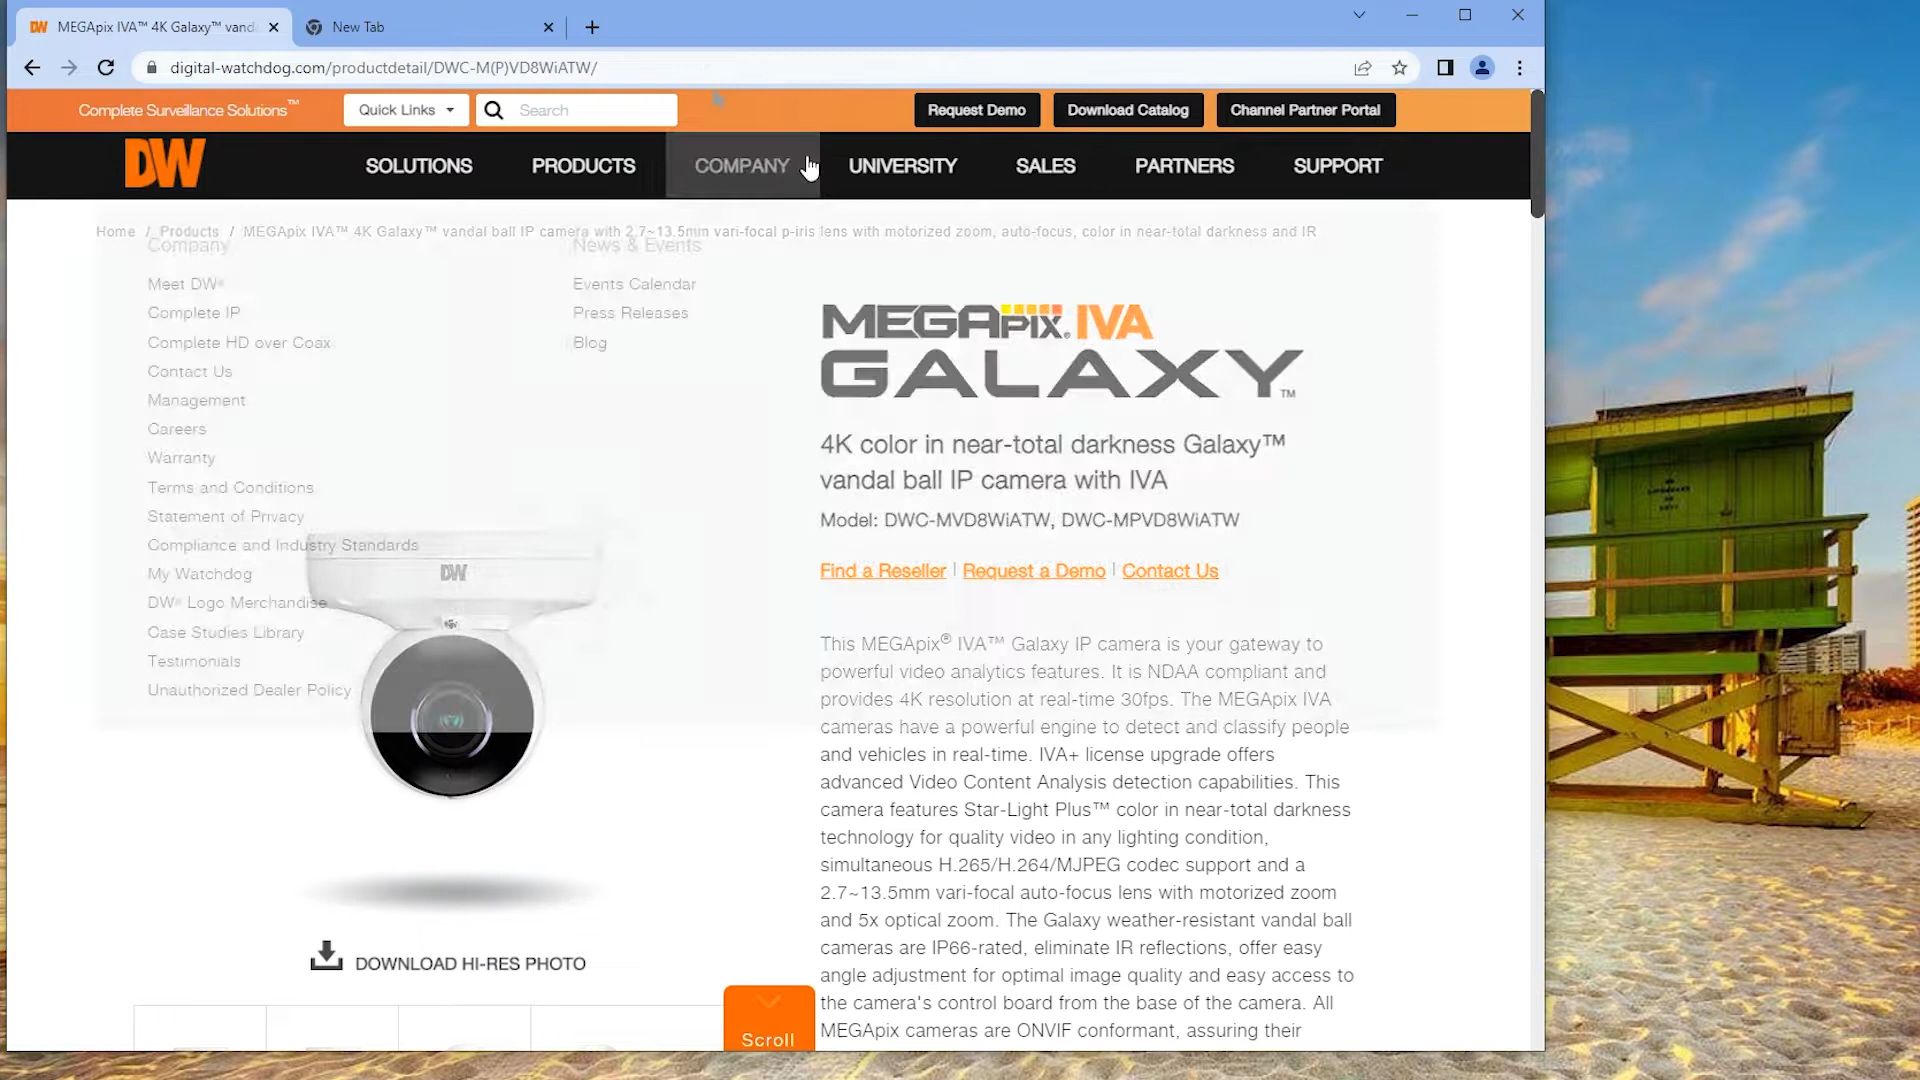 MEGApix IVA™ 4K Galaxy™ vand
New Tab
digital-watchdog.com/productdetail/DWC-M(P)VD8WiATW/
Complete Surveillance Solutions™
Quick Links
Search
Request Demo
Download Catalog
Channel Partner Portal
DW
SOLUTIONS
PRODUCTS
COMPANY
UNIVERSITY
SALES
PARTNERS
SUPPORT
Home / Products / MEGApix IVA™ 4K Galaxy™ vandal ball IP camera with 2.7~13.5mm vari-focal p-iris lens with motorized zoom, auto-focus, color in near-total darkness and IR
Company
Meet DW®
Complete IP
Complete HD over Coax
Contact Us
Management
Careers
Warranty
Terms and Conditions
Statement of Privacy
Compliance and Industry Standards
My Watchdog
DW® Logo Merchandise
Case Studies Library
Testimonials
Unauthorized Dealer Policy
News & Events
Events Calendar
Press Releases
Blog
DW
DOWNLOAD HI-RES PHOTO
MEGAPIX® IVA
GALAXY™
4K color in near-total darkness Galaxy™
vandal ball IP camera with IVA
Model: DWC-MVD8WiATW, DWC-MPVD8WiATW
Find a Reseller | Request a Demo | Contact Us
This MEGApix® IVA™ Galaxy IP camera is your gateway to
powerful video analytics features. It is NDAA compliant and
provides 4K resolution at real-time 30fps. The MEGApix IVA
cameras have a powerful engine to detect and classify people
and vehicles in real-time. IVA+ license upgrade offers
advanced Video Content Analysis detection capabilities. This
camera features Star-Light Plus™ color in near-total darkness
technology for quality video in any lighting condition,
simultaneous H.265/H.264/MJPEG codec support and a
2.7~13.5mm vari-focal auto-focus lens with motorized zoom
and 5x optical zoom. The Galaxy weather-resistant vandal ball
cameras are IP66-rated, eliminate IR reflections, offer easy
angle adjustment for optimal image quality and easy access to
the camera's control board from the base of the camera. All
MEGApix cameras are ONVIF conformant, assuring their
Scroll